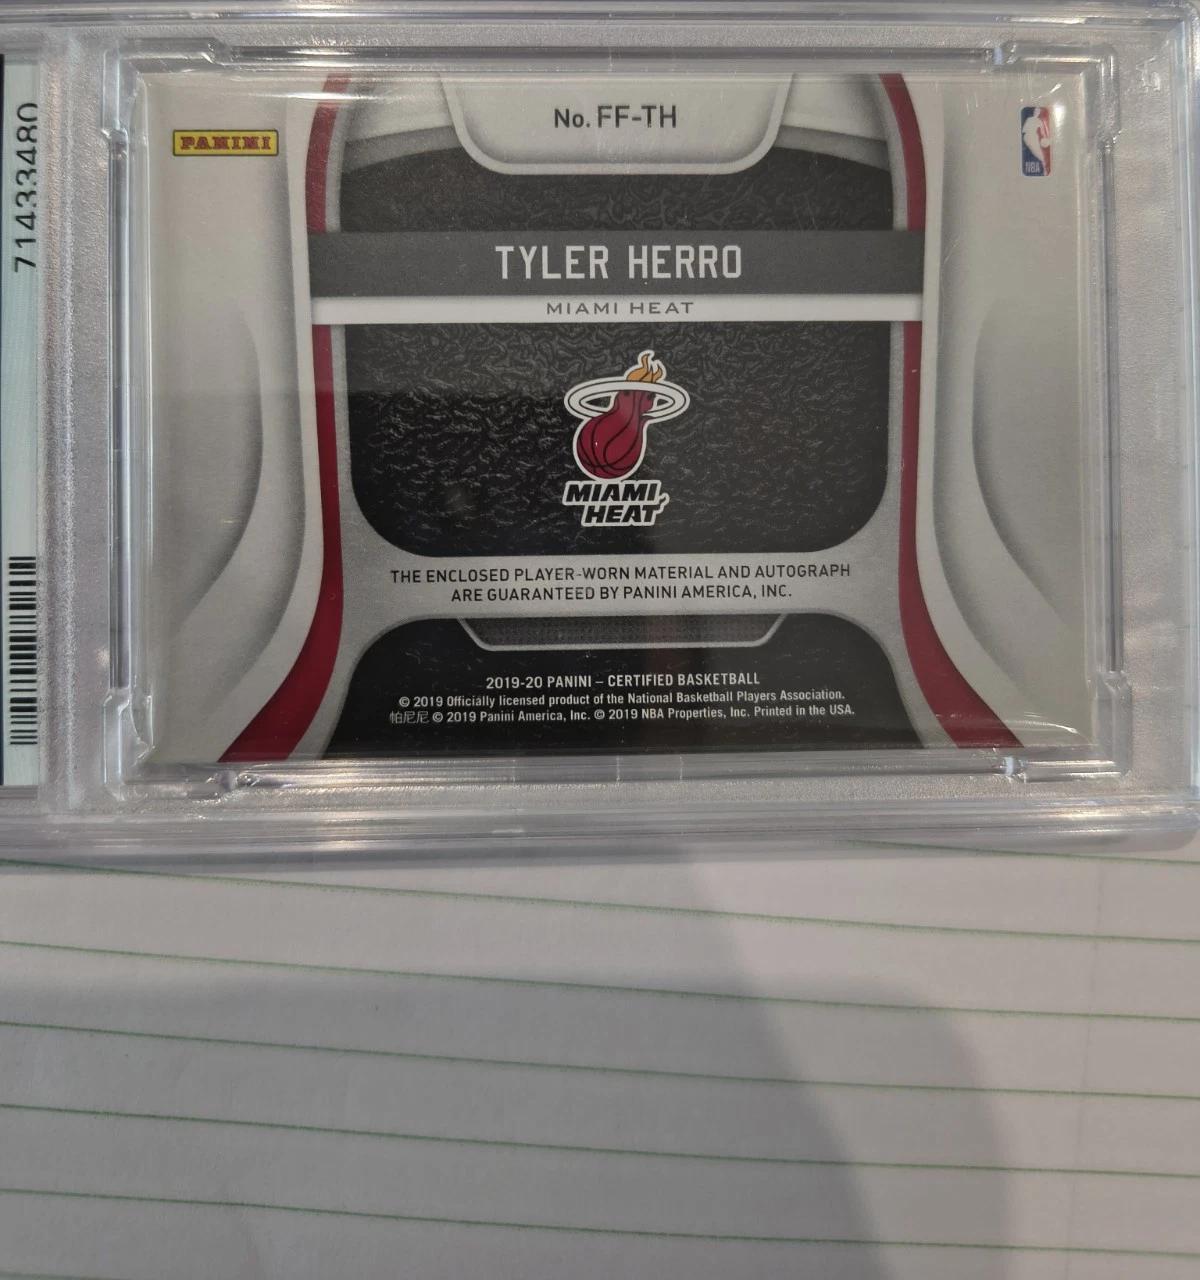 71433480
PANINI
No. FF-TH
NBA
TYLER HERRO
MIAMI HEAT
MIAMI
HEAT
THE ENCLOSED PLAYER-WORN MATERIAL AND AUTOGRAPH
ARE GUARANTEED BY PANINI AMERICA, INC.
2019-20 PANINI – CERTIFIED BASKETBALL
© 2019 Officially licensed product of the National Basketball Players Association.
帕尼尼 © 2019 Panini America, Inc. © 2019 NBA Properties, Inc. Printed in the USA.